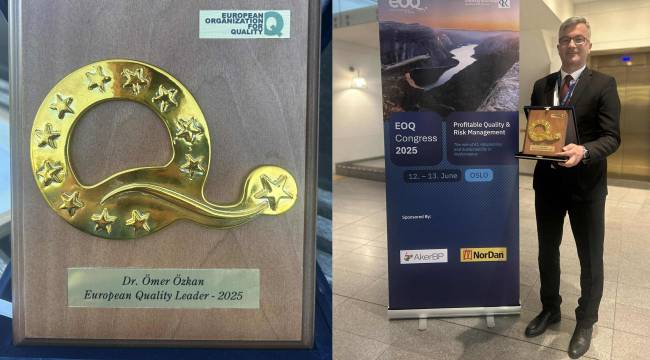 EUROPEAN
ORGANIZATION
FOR
QUALITY
Dr. Ömer Özkan
European Quality Leader - 2025
EOQ
EOQ
Congress
2025
Profitable Quality &
Risk Management
12. – 13. June
OSLO
Sponsored By:
AkerBP
NorDan